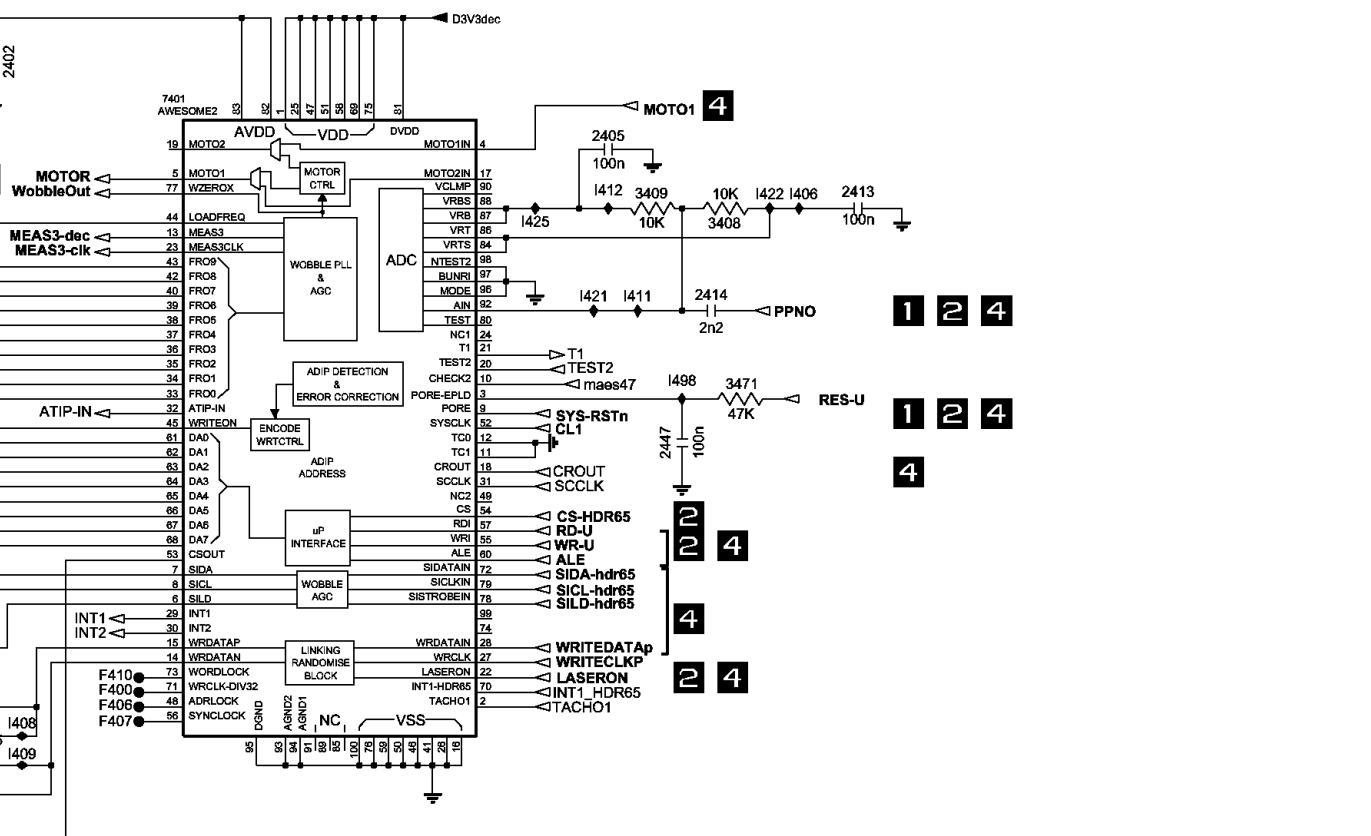 D3V3dec
2402
7401
AWESOME2
83 82 1 25 47 51 58 69 75 81
AVDD VDD DVDD
MOTO1 4
19 MOTO2 MOTO1IN 4
2405
100n
MOTOR 5 MOTO1 MOTOR CTRL MOTO2IN 17
WobbleOut 77 WZEROX VCLMP 90
VRBS 88
I412 3409 10K I422 I406 2413
44 LOADFREQ VRB 87
I425 10K 3408 100n
MEAS3-dec 13 MEAS3 VRT 86
MEAS3-clk 23 MEAS3CLK VRTS 84
43 FRO9 WOBBLE PLL & AGC ADC NTEST2 98
42 FRO8 BUNRI 97
40 FRO7 MODE 96
39 FRO6 AIN 92 I421 I411 2414 PPNO 1 2 4
38 FRO5 TEST 80 2n2
37 FRO4 NC1 24
36 FRO3 T1 21 T1
35 FRO2 TEST2 20 TEST2
34 FRO1 ADIP DETECTION & ERROR CORRECTION CHECK2 10 maes47
33 FRO0 PORE-EPLD 3 I498 3471 RES-U
47K
ATIP-IN 32 ATIP-IN PORE 9 SYS-RSTn 1 2 4
45 WRITEON ENCODE WRTCTRL SYSCLK 52 CL1
61 DA0 TC0 12 2447 100n
62 DA1 TC1 11
63 DA2 ADIP ADDRESS CROUT 18 CROUT 4
64 DA3 SCCLK 31 SCCLK
65 DA4 NC2 49
66 DA5 CS 54 CS-HDR65 2
67 DA6 uP INTERFACE RDI 57 RD-U
68 DA7 WRI 55 WR-U 2 4
53 CSOUT ALE 60 ALE
7 SIDA SIDATAIN 72 SIDA-hdr65
8 SICL WOBBLE AGC SICLKIN 79 SICL-hdr65
6 SILD SISTROBEIN 78 SILD-hdr65
INT1 29 INT1 99 4
INT2 30 INT2 74
15 WRDATAP LINKING RANDOMISE BLOCK WRDATAIN 28 WRITEDATAp
14 WRDATAN WRCLK 27 WRITECLKP
F410 73 WORDLOCK LASERON 22 LASERON 2 4
F400 71 WRCLK-DIV32 INT1-HDR65 70 INT1_HDR65
F406 48 ADRLOCK TACHO1 2 TACHO1
F407 56 SYNCLOCK
I408
DGND AGND2 AGND1 NC VSS
95 93 94 91 89 85 100 76 59 50 46 41 26 16
I409